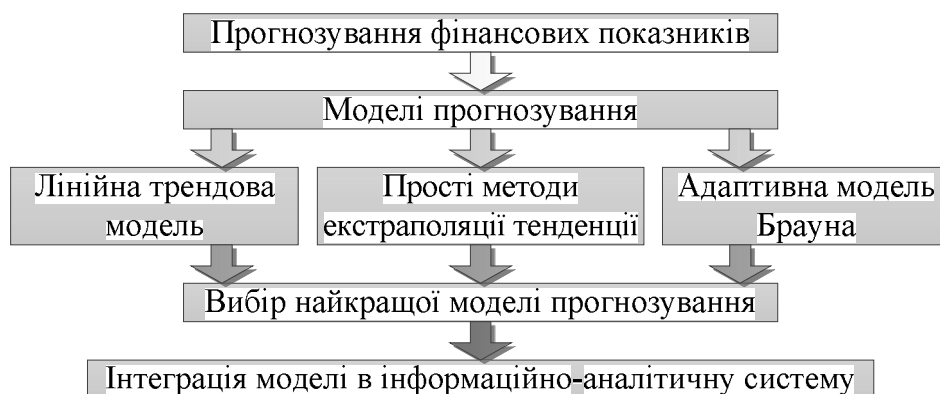 Прогнозування фінансових показників
Моделі прогнозування
Лінійна трендова
модель
Прості методи
екстраполяції тенденції
Адаптивна модель
Брауна
Вибір найкращої моделі прогнозування
Інтеграція моделі в інформаційно-аналітичну систему